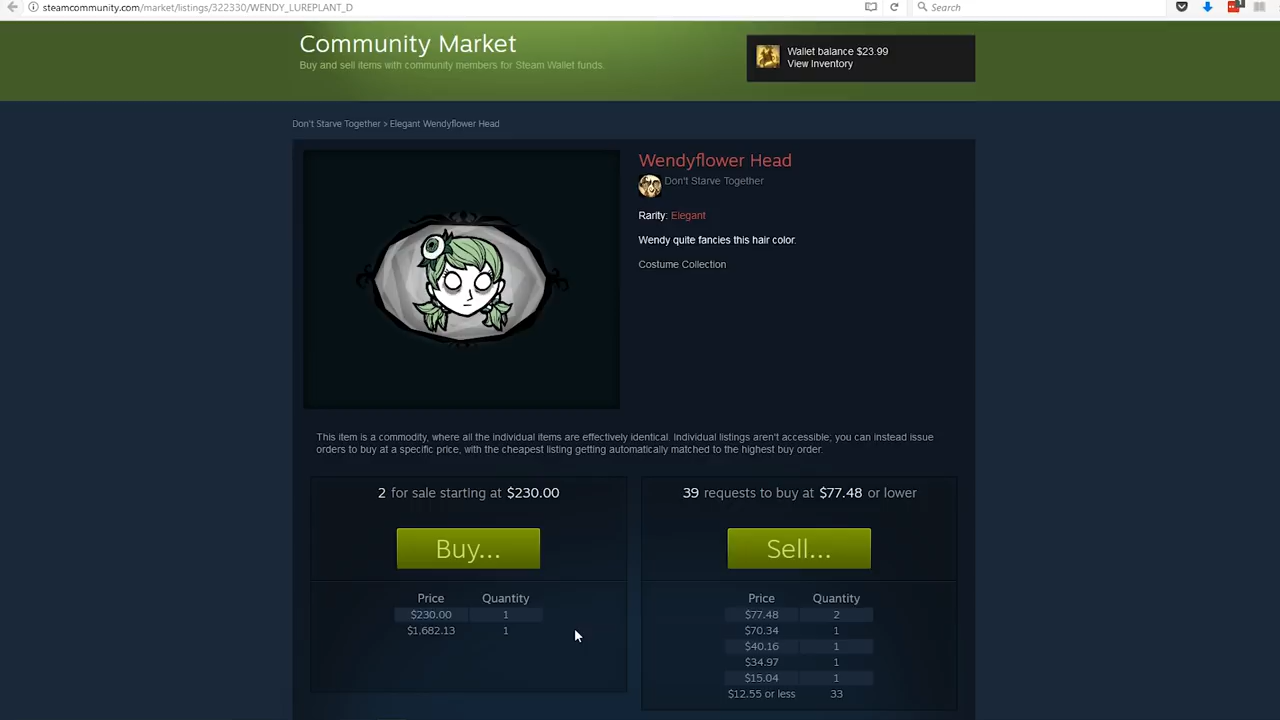 steamcommunity.com/market/listings/322330/WENDY_LUREPLANT_D
Search
1
Community Market
Buy and sell items with community members for Steam Wallet funds.
Wallet balance $23.99
View Inventory
Don't Starve Together > Elegant Wendyflower Head
Wendyflower Head
Don't Starve Together
Rarity: Elegant
Wendy quite fancies this hair color.
Costume Collection
This item is a commodity, where all the individual items are effectively identical. Individual listings aren't accessible; you can instead issue
orders to buy at a specific price, with the cheapest listing getting automatically matched to the highest buy order.
2 for sale starting at $230.00
39 requests to buy at $77.48 or lower
Buy...
Sell...
Price Quantity
$230.00 1
$1,682.13 1
Price Quantity
$77.48 2
$70.34 1
$40.16 1
$34.97 1
$15.04 1
$12.55 or less 33